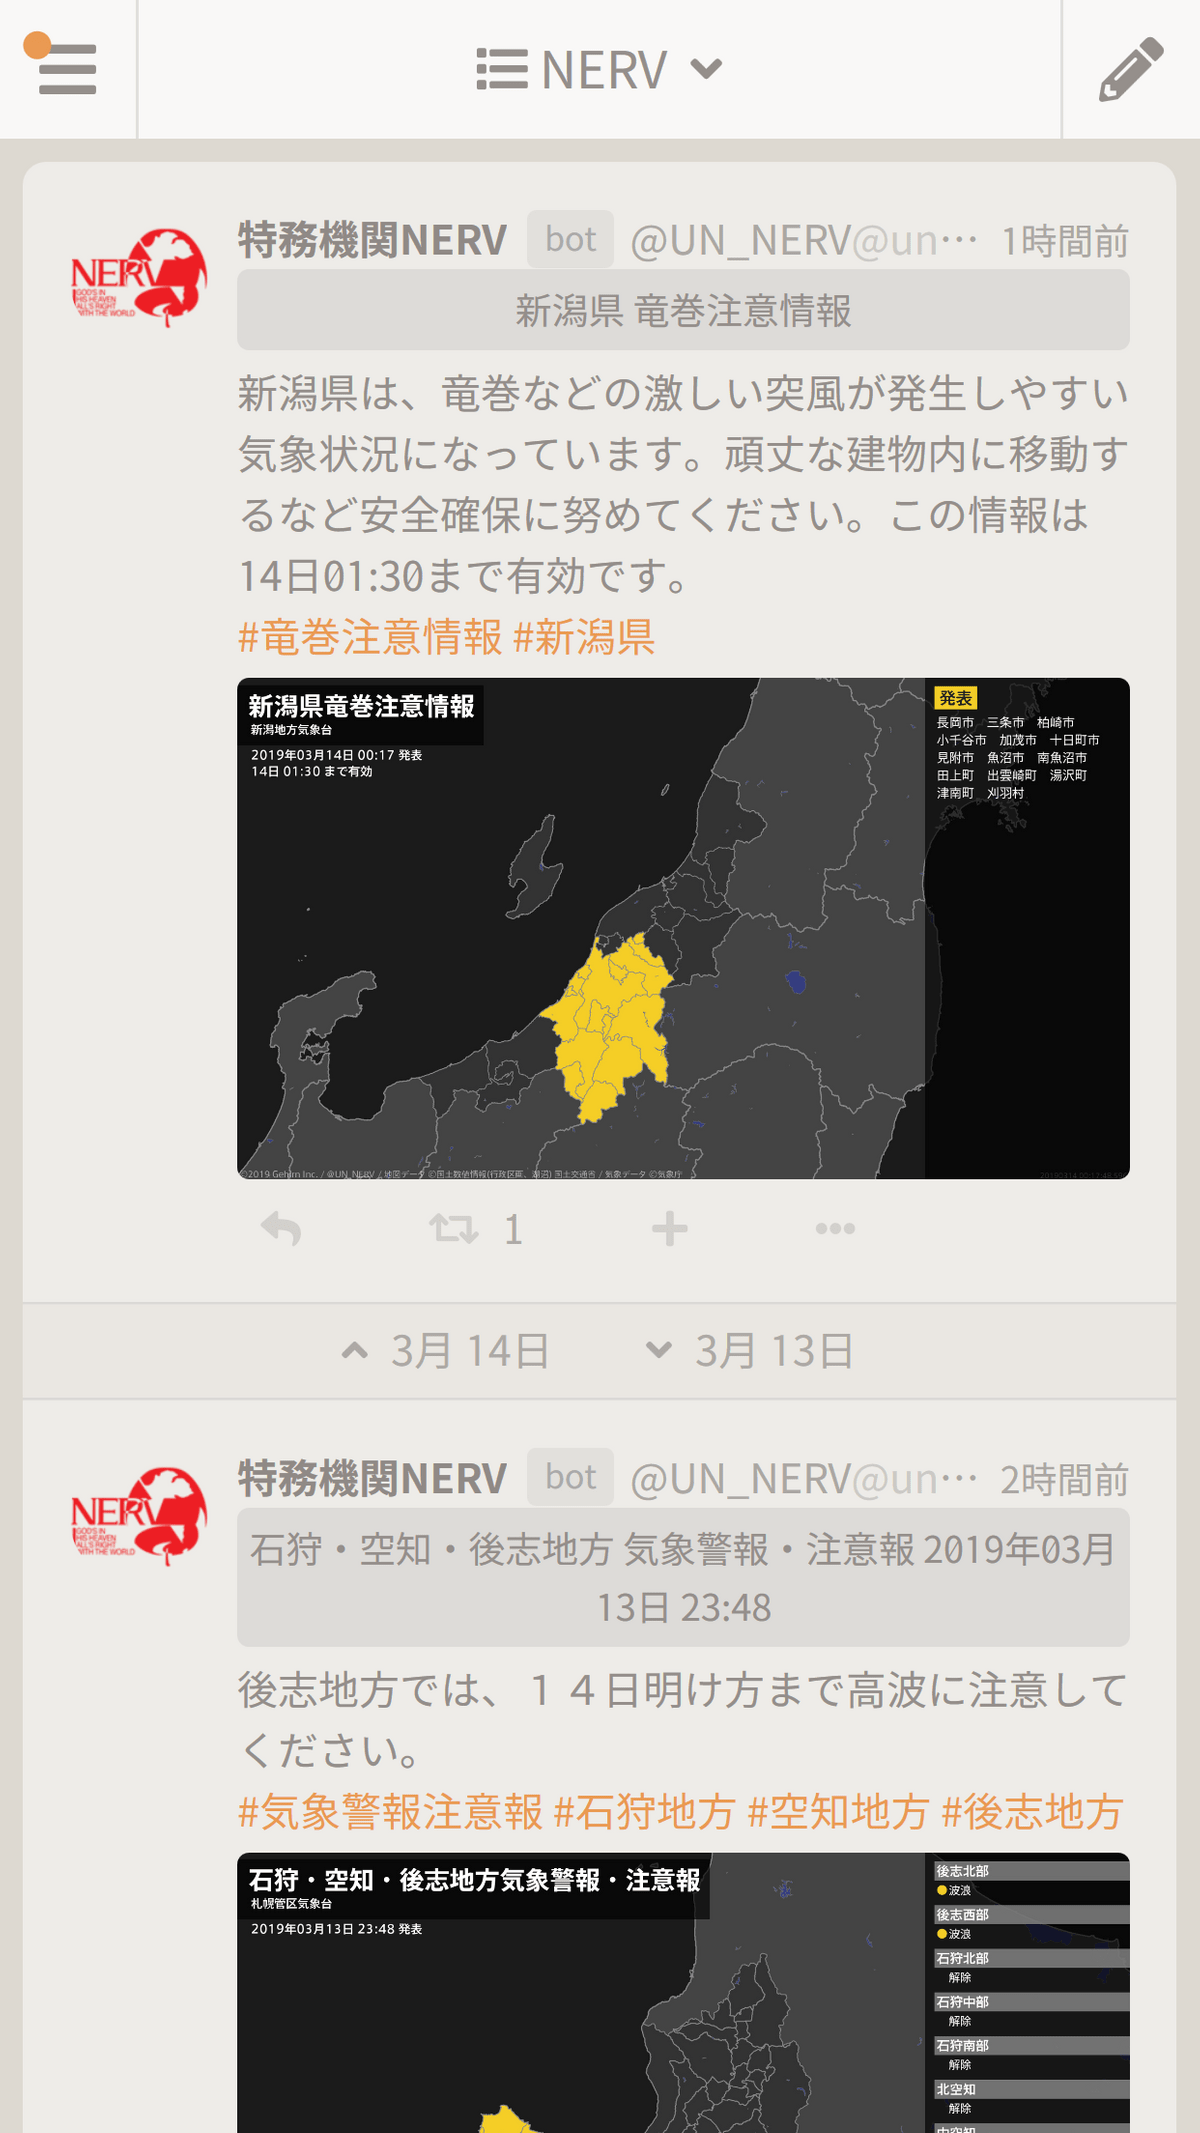 NERV
特務機関NERV bot @UN_NERV@un… 1時間前
NERV
GOD'S IN
HIS HEAVEN
ALL'S RIGHT
WITH THE WORLD
新潟県 竜巻注意情報
新潟県は、竜巻などの激しい突風が発生しやすい
気象状況になっています。頑丈な建物内に移動す
るなど安全確保に努めてください。この情報は
14日01:30まで有効です。
#竜巻注意情報 #新潟県
新潟県竜巻注意情報
新潟地方気象台
2019年03月14日 00:17 発表
14日 01:30 まで有効
発表
長岡市 三条市 柏崎市
小千谷市 加茂市 十日町市
見附市 魚沼市 南魚沼市
田上町 出雲崎町 湯沢町
津南町 刈羽村
©2019 Gehirn Inc. / @UN_NERV / 地図データ ©国土数値情報(行政区域、湖沼) 国土交通省 / 気象データ ©気象庁
1
3月 14日 3月 13日
特務機関NERV bot @UN_NERV@un… 2時間前
NERV
GOD'S IN
HIS HEAVEN
ALL'S RIGHT
WITH THE WORLD
石狩・空知・後志地方 気象警報・注意報 2019年03月
13日 23:48
後志地方では、１４日明け方まで高波に注意して
ください。
#気象警報注意報 #石狩地方 #空知地方 #後志地方
石狩・空知・後志地方気象警報・注意報
札幌管区気象台
2019年03月13日 23:48 発表
後志北部
波浪
後志西部
波浪
石狩北部
解除
石狩中部
解除
石狩南部
解除
北空知
解除